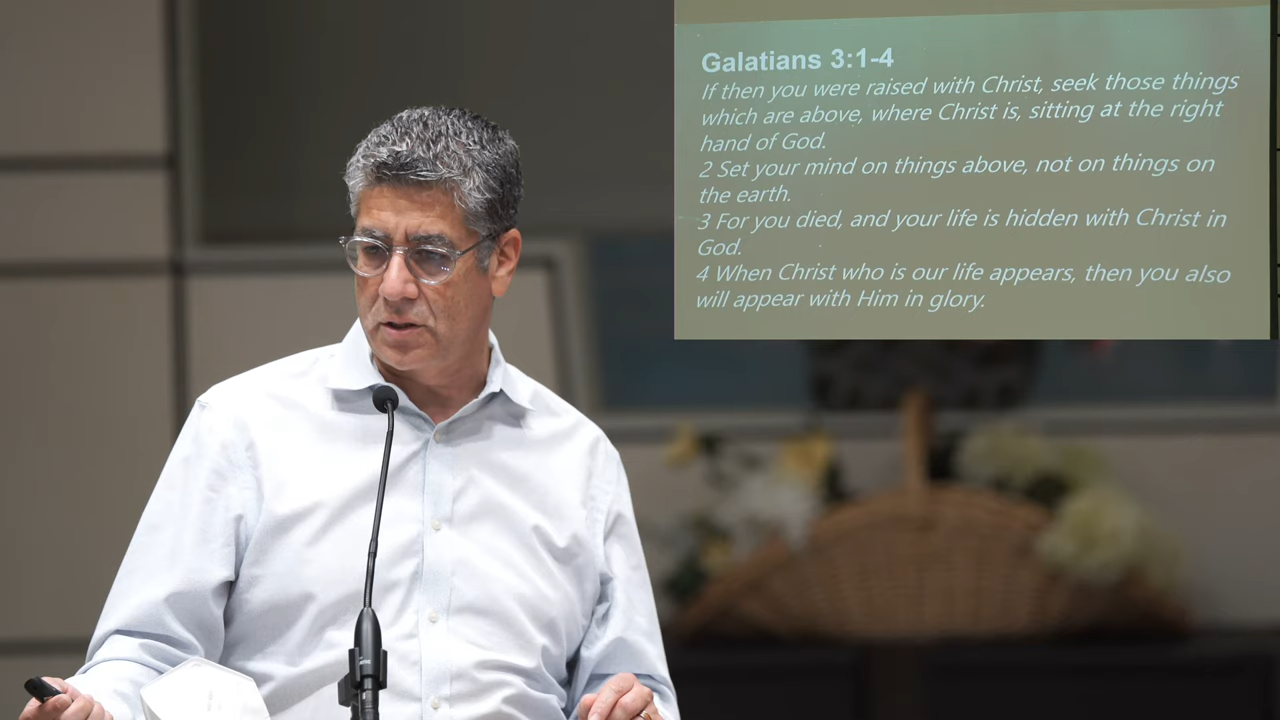 Galatians 3:1-4
If then you were raised with Christ, seek those things
which are above, where Christ is, sitting at the right
hand of God.
2 Set your mind on things above, not on things on
the earth.
3 For you died, and your life is hidden with Christ in
God.
4 When Christ who is our life appears, then you also
will appear with Him in glory.